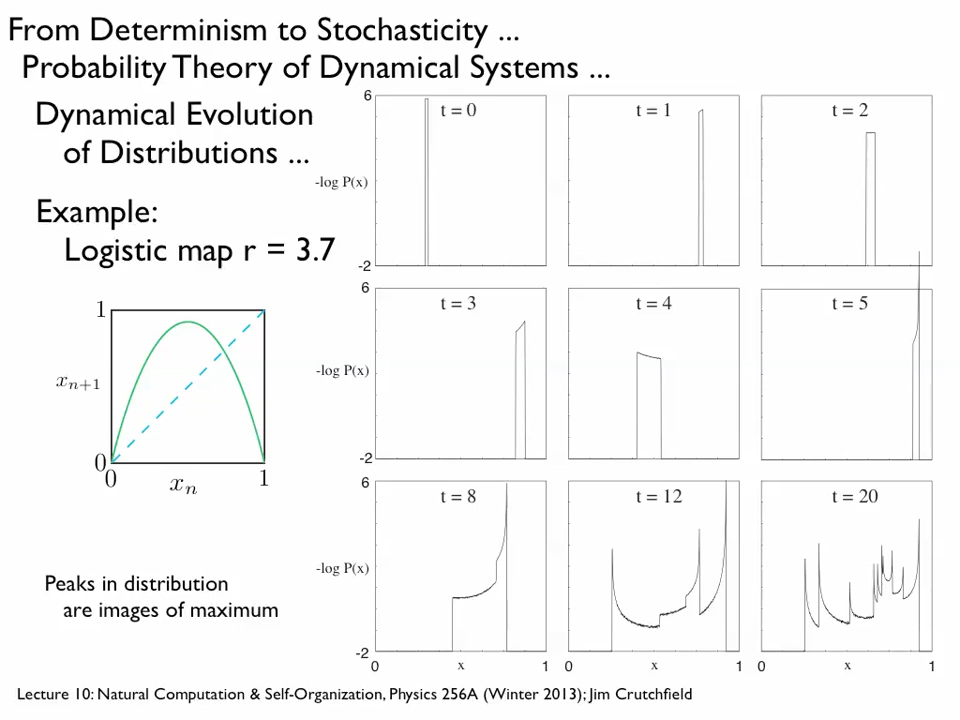 From Determinism to Stochasticity ...
Probability Theory of Dynamical Systems ...
Dynamical Evolution
of Distributions ...
Example:
Logistic map r = 3.7
1
x_{n+1}
0
0
x_n
1
Peaks in distribution
are images of maximum
6
t = 0
t = 1
t = 2
-log P(x)
-2
6
t = 3
t = 4
t = 5
-log P(x)
-2
6
t = 8
t = 12
t = 20
-log P(x)
-2
0
x
1
0
x
1
0
x
1
Lecture 10: Natural Computation & Self-Organization, Physics 256A (Winter 2013); Jim Crutchfield